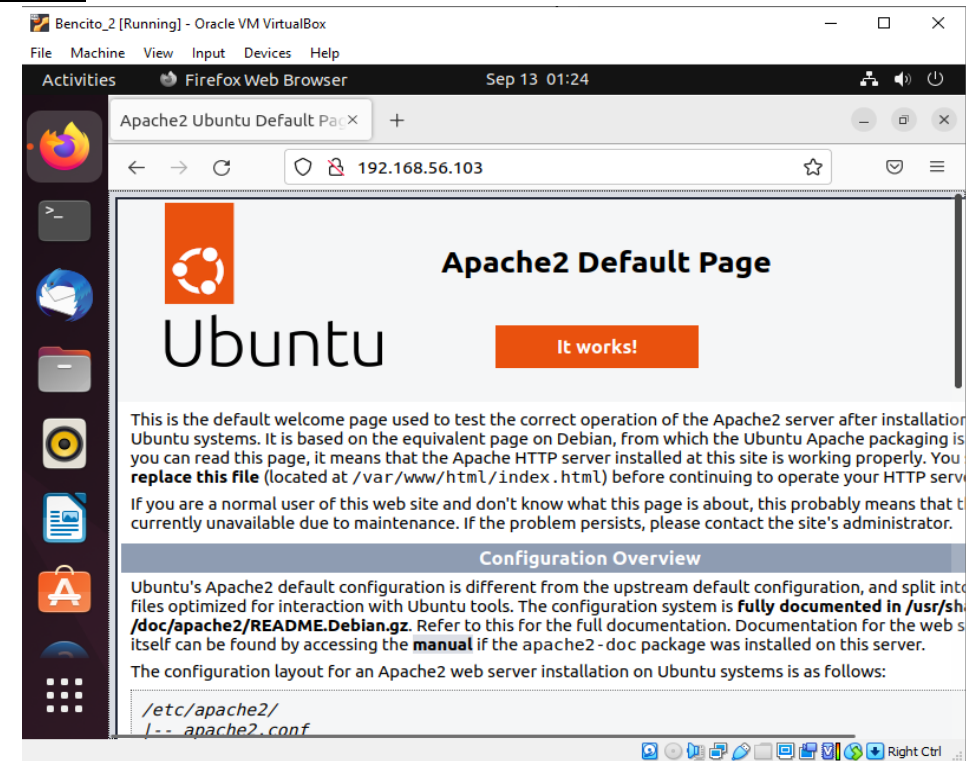 Bencito_2 [Running] - Oracle VM VirtualBox
File Machine View Input Devices Help
Activities Firefox Web Browser Sep 13 01:24
Apache2 Ubuntu Default Pag
192.168.56.103
Apache2 Default Page
Ubuntu
It works!
This is the default welcome page used to test the correct operation of the Apache2 server after installation
Ubuntu systems. It is based on the equivalent page on Debian, from which the Ubuntu Apache packaging is
you can read this page, it means that the Apache HTTP server installed at this site is working properly. You
replace this file (located at /var/www/html/index.html) before continuing to operate your HTTP serve
If you are a normal user of this web site and don't know what this page is about, this probably means that t
currently unavailable due to maintenance. If the problem persists, please contact the site's administrator.
Configuration Overview
Ubuntu's Apache2 default configuration is different from the upstream default configuration, and split into
files optimized for interaction with Ubuntu tools. The configuration system is fully documented in /usr/sha
/doc/apache2/README.Debian.gz. Refer to this for the full documentation. Documentation for the web s
itself can be found by accessing the manual if the apache2-doc package was installed on this server.
The configuration layout for an Apache2 web server installation on Ubuntu systems is as follows:
/etc/apache2/
|-- apache2.conf
Right Ctrl